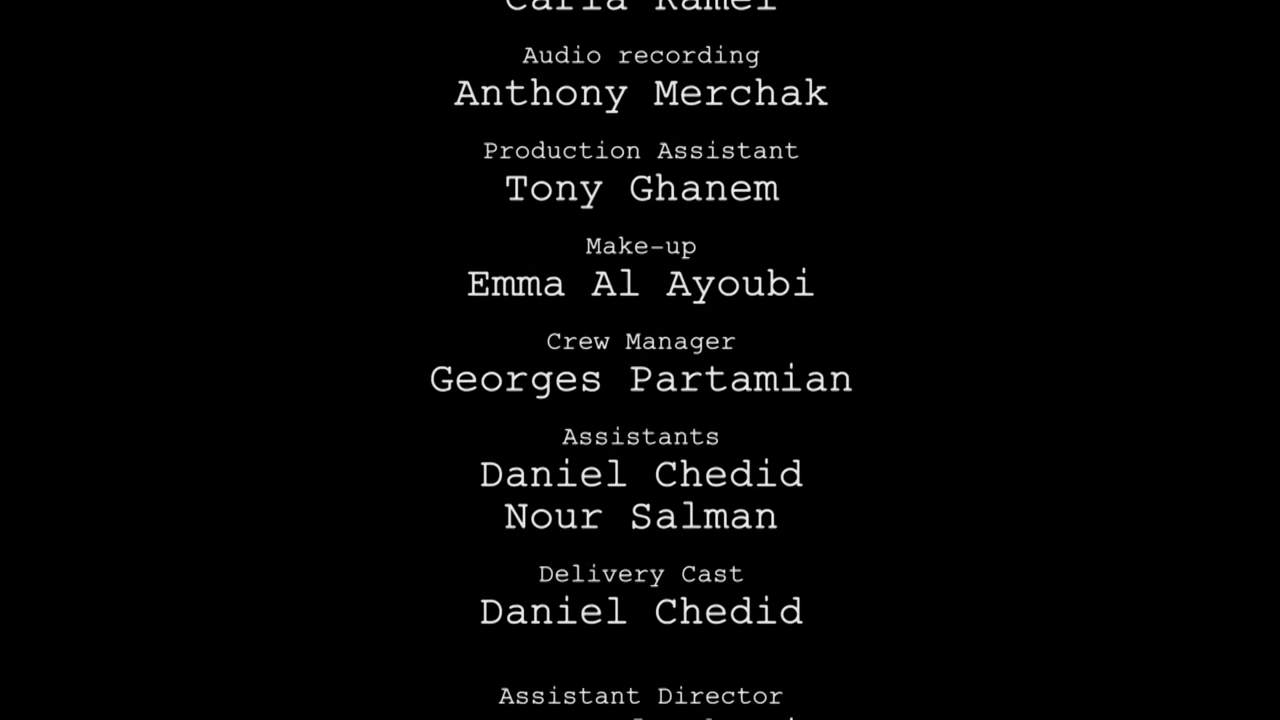 Audio recording
Anthony Merchak
Production Assistant
Tony Ghanem
Make-up
Emma Al Ayoubi
Crew Manager
Georges Partamian
Assistants
Daniel Chedid
Nour Salman
Delivery Cast
Daniel Chedid
Assistant Director